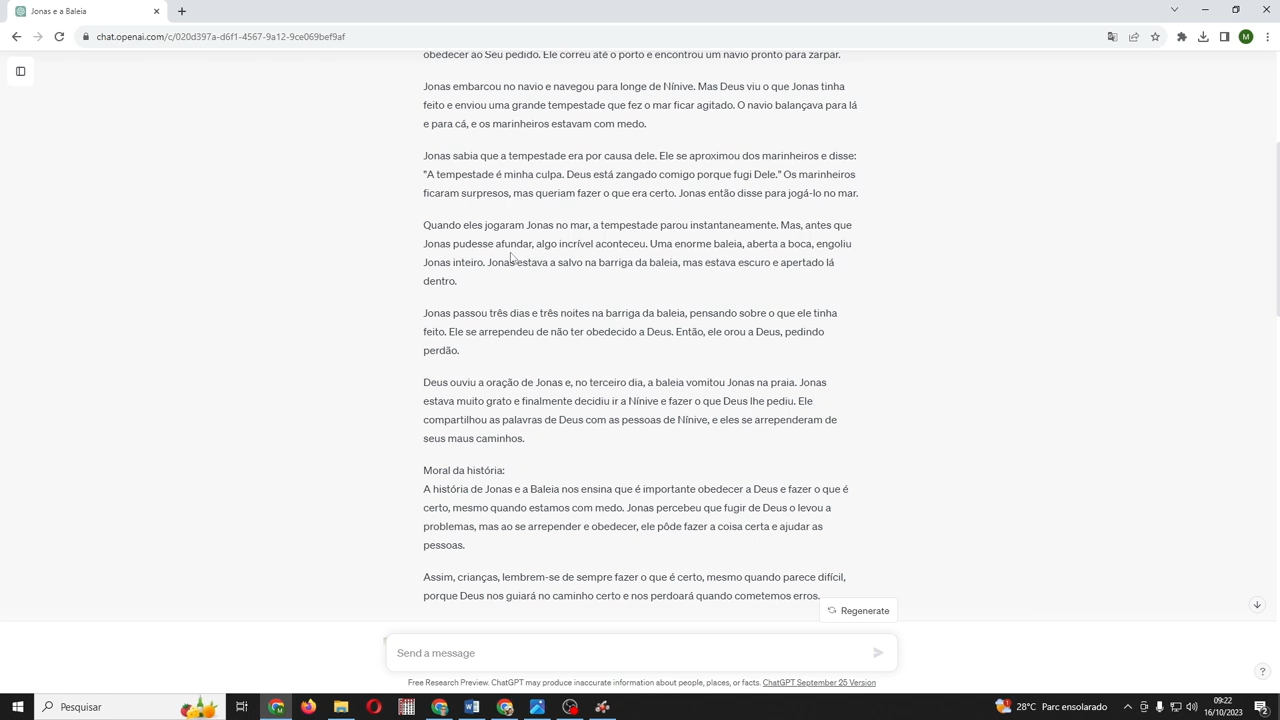 Jonas e a Baleia
chat.openai.com/c/020d397a-d6f1-4567-9a12-9ce069bef9af
M
obedecer ao Seu pedido. Ele correu até o porto e encontrou um navio pronto para zarpar.
Jonas embarcou no navio e navegou para longe de Nínive. Mas Deus viu o que Jonas tinha
feito e enviou uma grande tempestade que fez o mar ficar agitado. O navio balançava para lá
e para cá, e os marinheiros estavam com medo.
Jonas sabia que a tempestade era por causa dele. Ele se aproximou dos marinheiros e disse:
"A tempestade é minha culpa. Deus está zangado comigo porque fugi Dele." Os marinheiros
ficaram surpresos, mas queriam fazer o que era certo. Jonas então disse para jogá-lo no mar.
Quando eles jogaram Jonas no mar, a tempestade parou instantaneamente. Mas, antes que
Jonas pudesse afundar, algo incrível aconteceu. Uma enorme baleia, aberta a boca, engoliu
Jonas inteiro. Jonas estava a salvo na barriga da baleia, mas estava escuro e apertado lá
dentro.
Jonas passou três dias e três noites na barriga da baleia, pensando sobre o que ele tinha
feito. Ele se arrependeu de não ter obedecido a Deus. Então, ele orou a Deus, pedindo
perdão.
Deus ouviu a oração de Jonas e, no terceiro dia, a baleia vomitou Jonas na praia. Jonas
estava muito grato e finalmente decidiu ir a Nínive e fazer o que Deus lhe pediu. Ele
compartilhou as palavras de Deus com as pessoas de Nínive, e eles se arrependeram de
seus maus caminhos.
Moral da história:
A história de Jonas e a Baleia nos ensina que é importante obedecer a Deus e fazer o que é
certo, mesmo quando estamos com medo. Jonas percebeu que fugir de Deus o levou a
problemas, mas ao se arrepender e obedecer, ele pôde fazer a coisa certa e ajudar as
pessoas.
Assim, crianças, lembrem-se de sempre fazer o que é certo, mesmo quando parece difícil,
porque Deus nos guiará no caminho certo e nos perdoará quando cometemos erros.
Regenerate
Send a message
Free Research Preview. ChatGPT may produce inaccurate information about people, places, or facts. ChatGPT September 25 Version
?
Pesquisar
28°C Parc ensolarado
09:22
16/10/2023